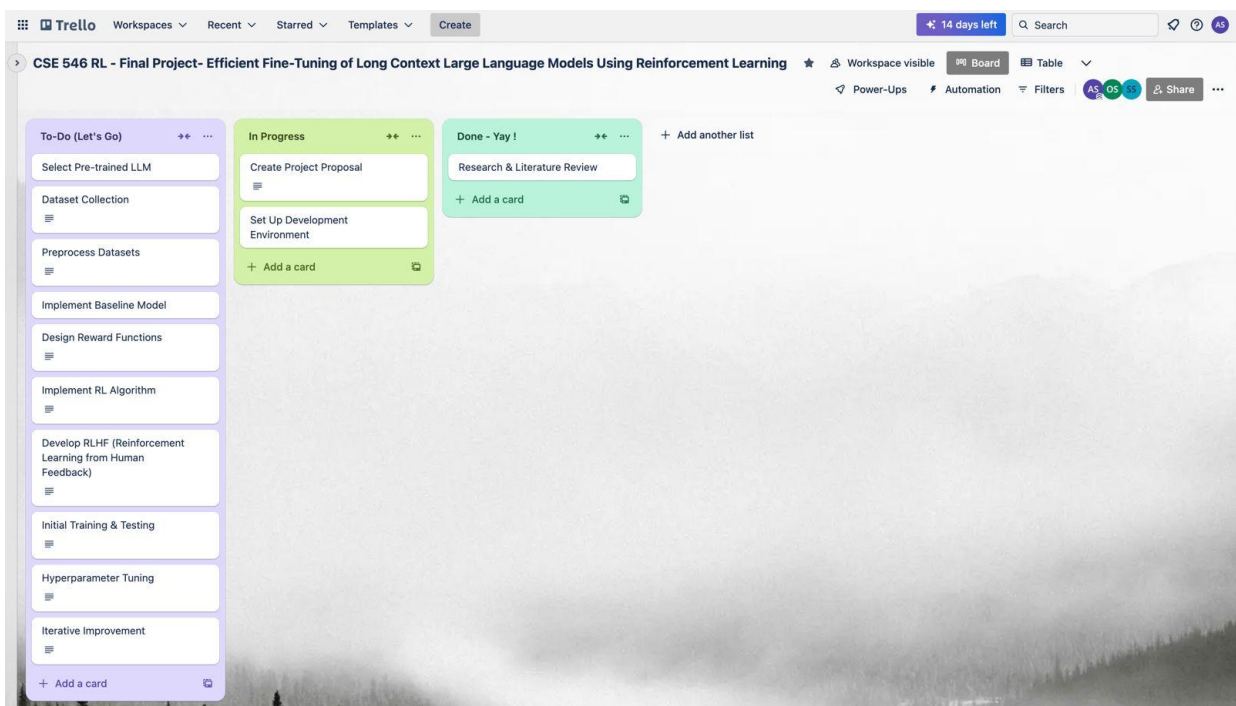 Trello
Workspaces
Recent
Starred
Templates
Create
14 days left
Search
AS
CSE 546 RL - Final Project- Efficient Fine-Tuning of Long Context Large Language Models Using Reinforcement Learning
Workspace visible
Board
Table
Power-Ups
Automation
Filters
AS
OS
SS
Share
To-Do (Let's Go)
Select Pre-trained LLM
Dataset Collection
Preprocess Datasets
Implement Baseline Model
Design Reward Functions
Implement RL Algorithm
Develop RLHF (Reinforcement
Learning from Human
Feedback)
Initial Training & Testing
Hyperparameter Tuning
Iterative Improvement
+ Add a card
In Progress
Create Project Proposal
Set Up Development
Environment
+ Add a card
Done - Yay !
Research & Literature Review
+ Add a card
+ Add another list